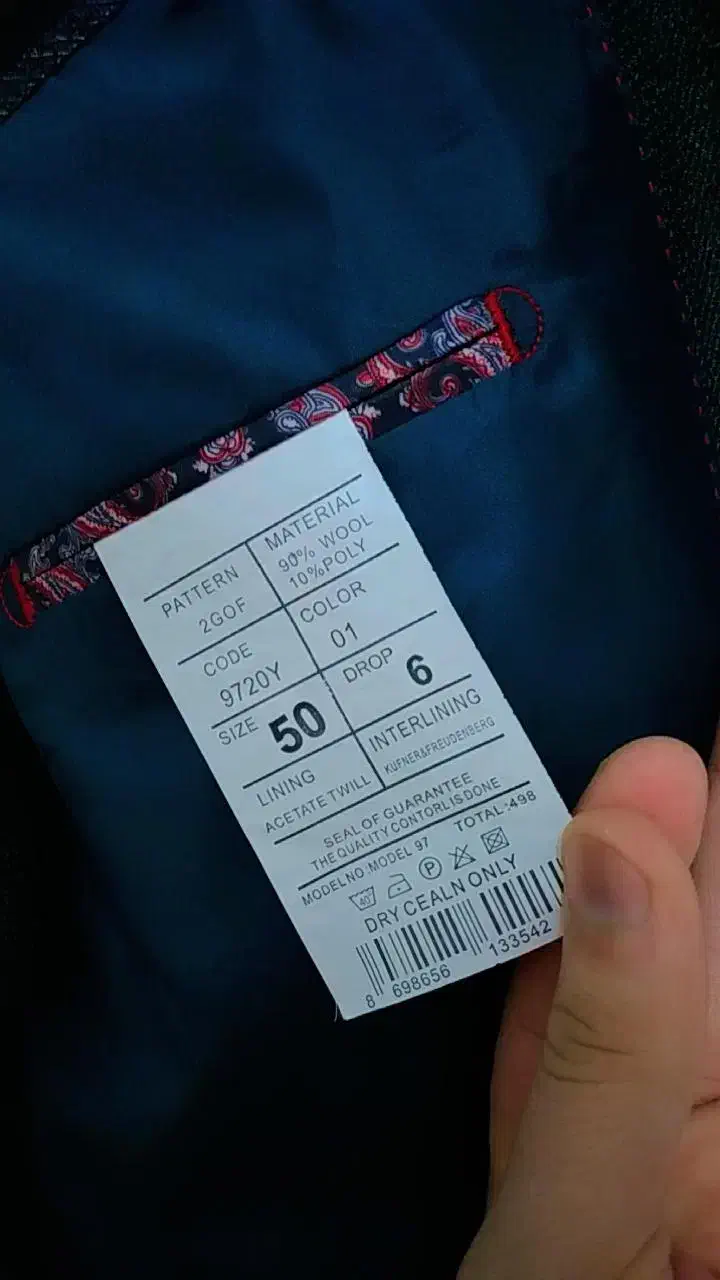 PATTERN
2GOF
MATERIAL
90% WOOL
10%POLY
CODE
9720Y
COLOR
01
SIZE 50
DROP 6
LINING
ACETATE TWILL
INTERLINING
KUFNER&FREUDENBERG
SEAL OF GUARANTEE
THE QUALITY CONTORL IS DONE
MODEL NO:MODEL 97 TOTAL:498
40° P
DRY CEALN ONLY
8 698656 133542